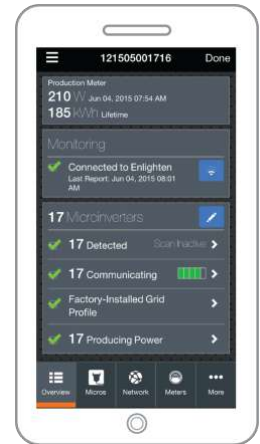 121505001716 Done
Production Meter
210 W Jun 04, 2015 07:54 AM
185 kWh Lifetime
Monitoring
Connected to Enlighten
Last Report: Jun 04, 2015 08:01
AM
17 Microinverters
17 Detected Scan Inactive
17 Communicating
Factory-Installed Grid
Profile
17 Producing Power
Overview Micros Network Meters More